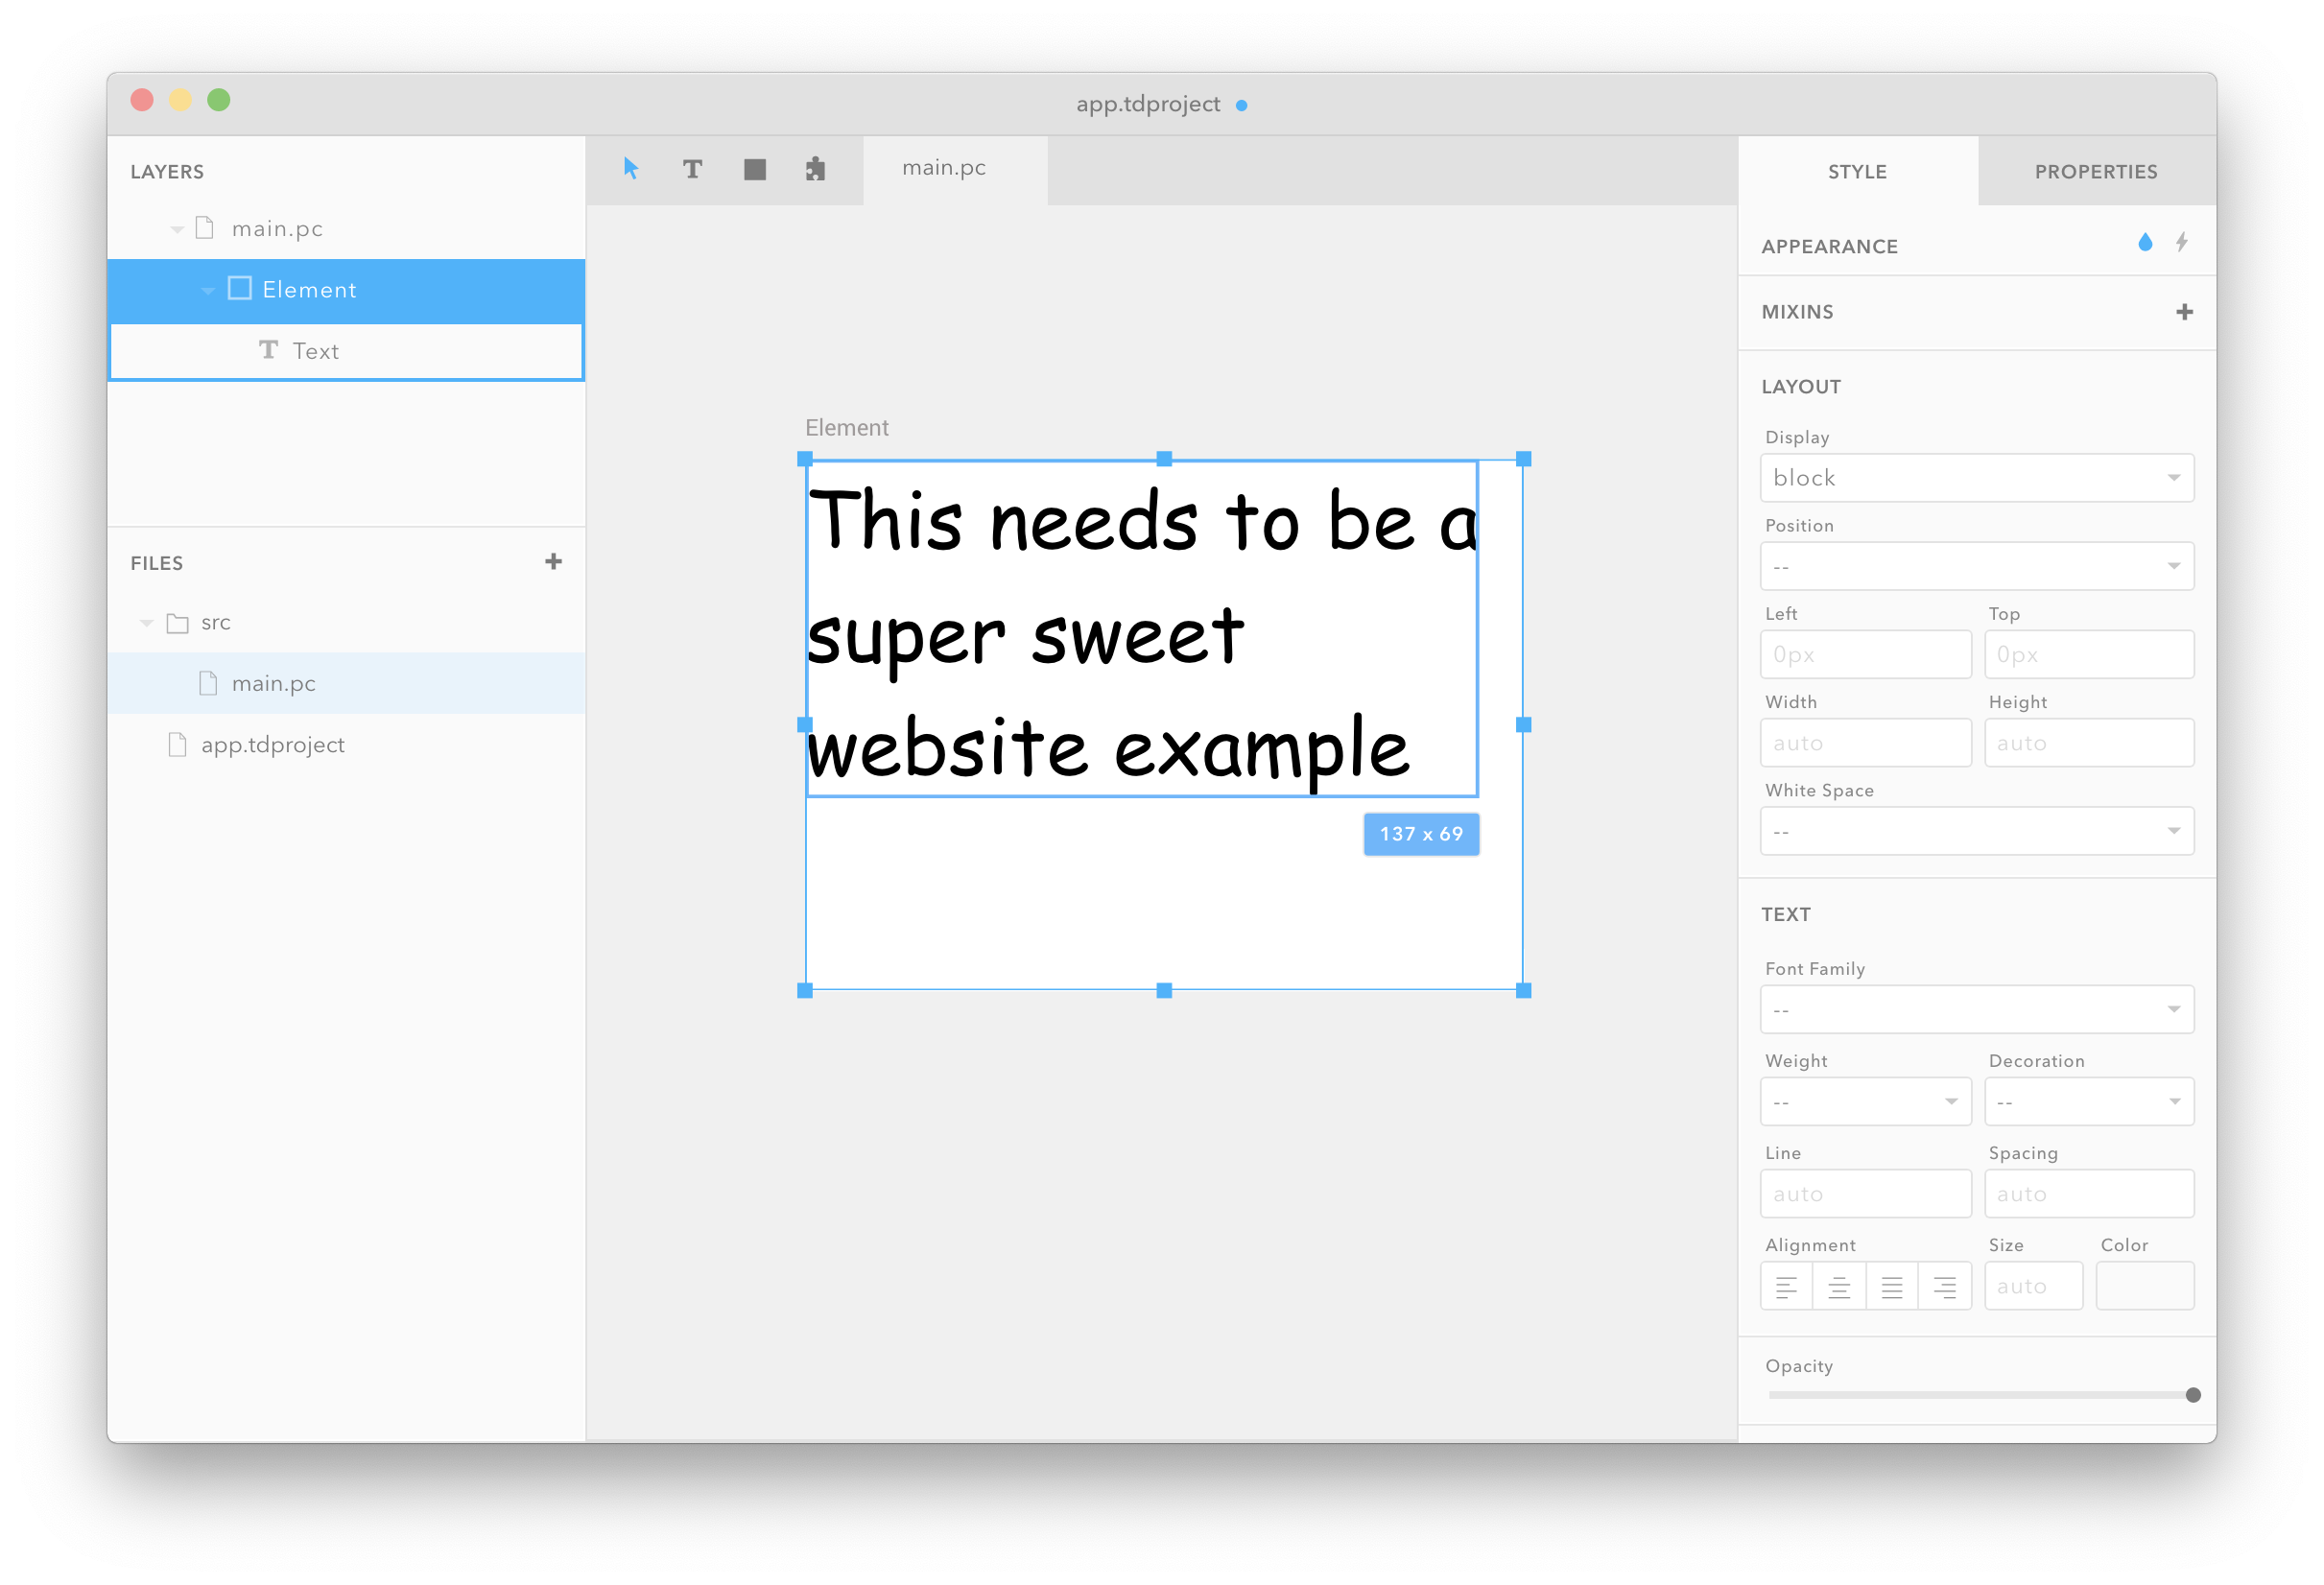 app.tdproject
LAYERS
main.pc
Element
Text
FILES
src
main.pc
app.tdproject
T
main.pc
Element
This needs to be a
super sweet
website example
137 x 69
STYLE
PROPERTIES
APPEARANCE
MIXINS
LAYOUT
Display
block
Position
--
Left
Top
0px
0px
Width
Height
auto
auto
White Space
--
TEXT
Font Family
--
Weight
Decoration
--
--
Line
Spacing
auto
auto
Alignment
Size
Color
auto
Opacity